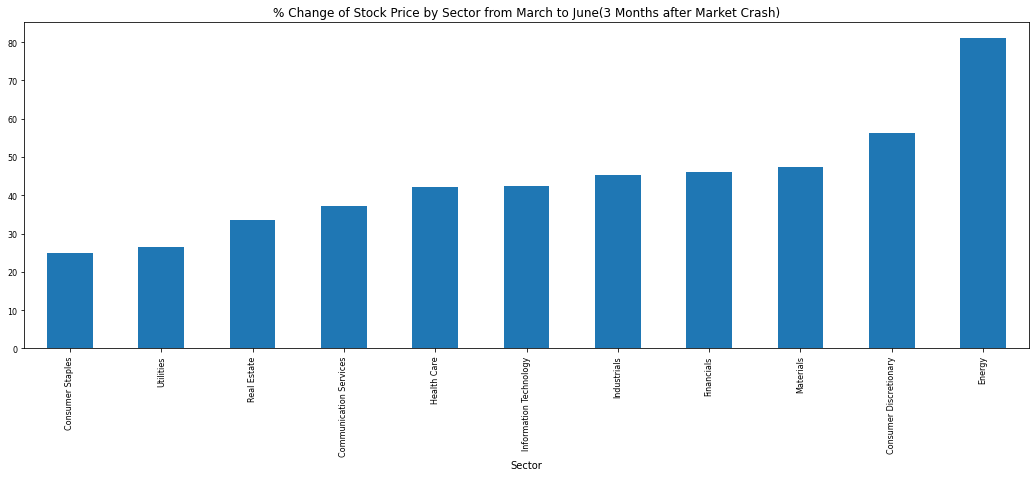 % Change of Stock Price by Sector from March to June(3 Months after Market Crash)
80
70
60
50
40
30
20
10
0
Consumer Staples
Utilities
Real Estate
Communication Services
Health Care
Information Technology
Industrials
Financials
Materials
Consumer Discretionary
Energy
Sector